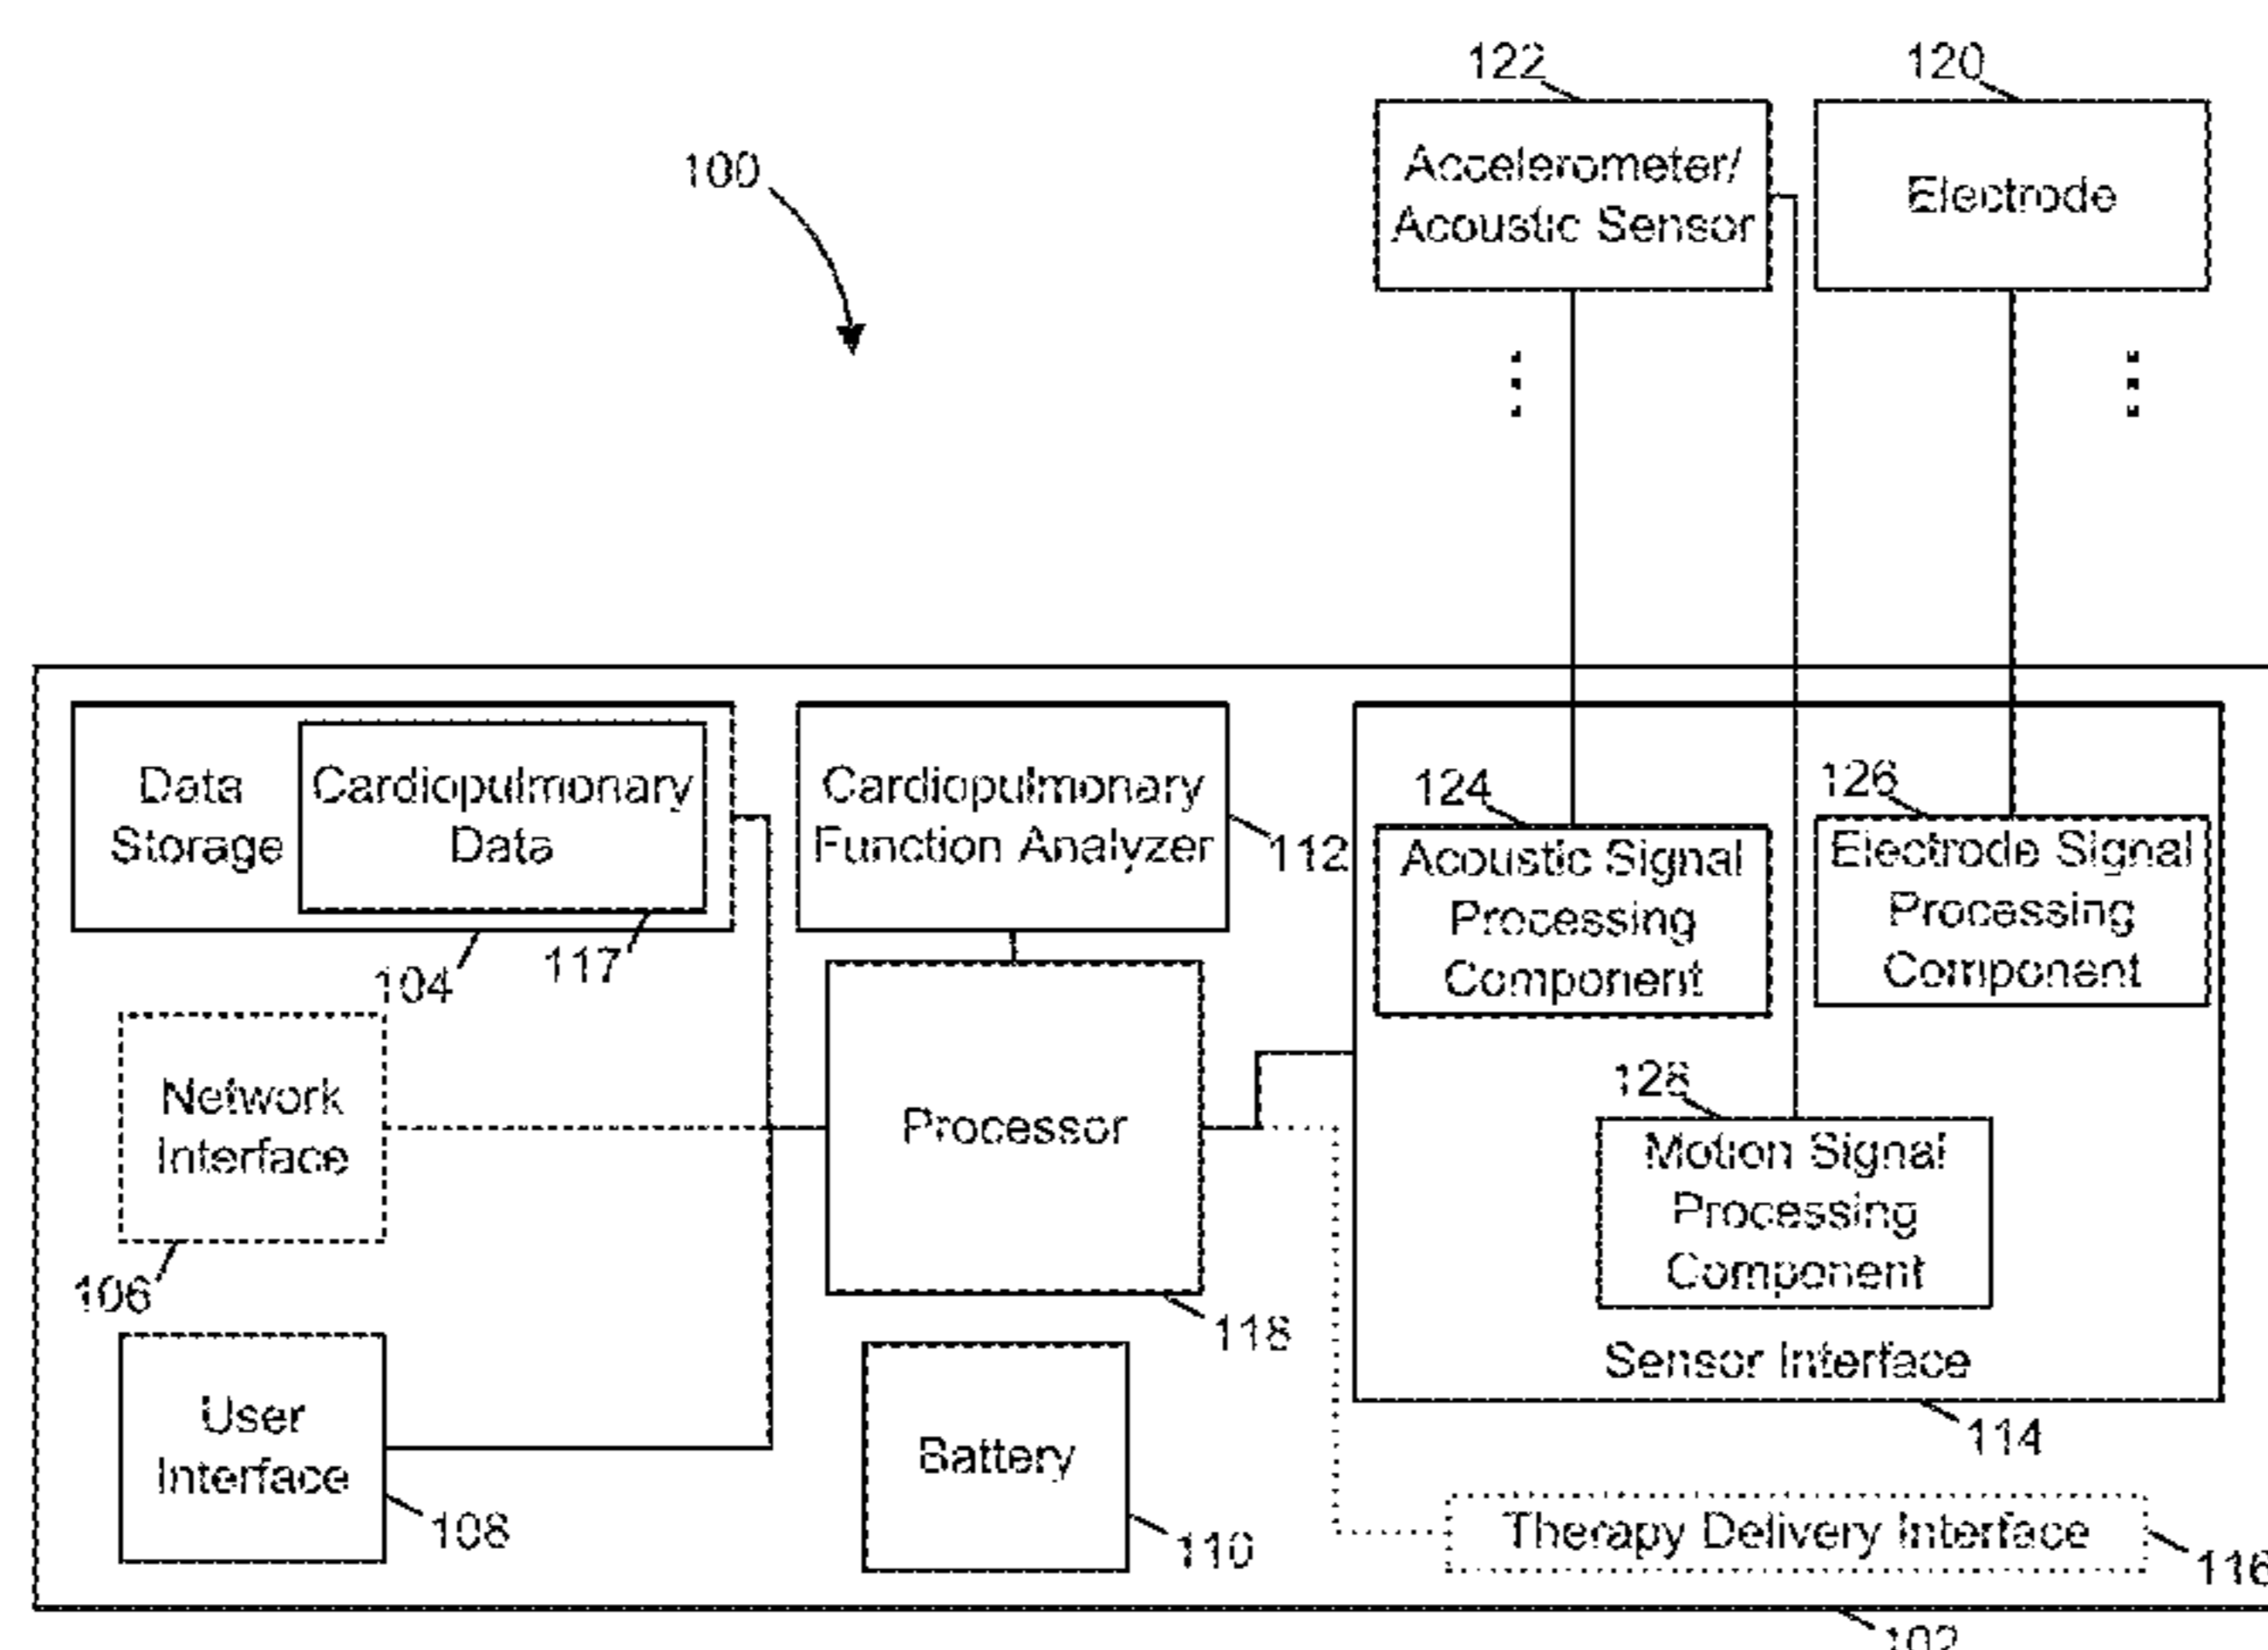 122
120
100
Accelerometer/
Acoustic Sensor
Electrode
Data
Storage
Cardiopulmonary
Data
Cardiopulmonary
Function Analyzer
112
124
126
Acoustic Signal
Processing
Component
Electrode Signal
Processing
Component
104
117
Network
Interface
106
Processor
118
128
Motion Signal
Processing
Component
Sensor Interface
114
User
Interface
108
Battery
110
Therapy Delivery Interface
116
102